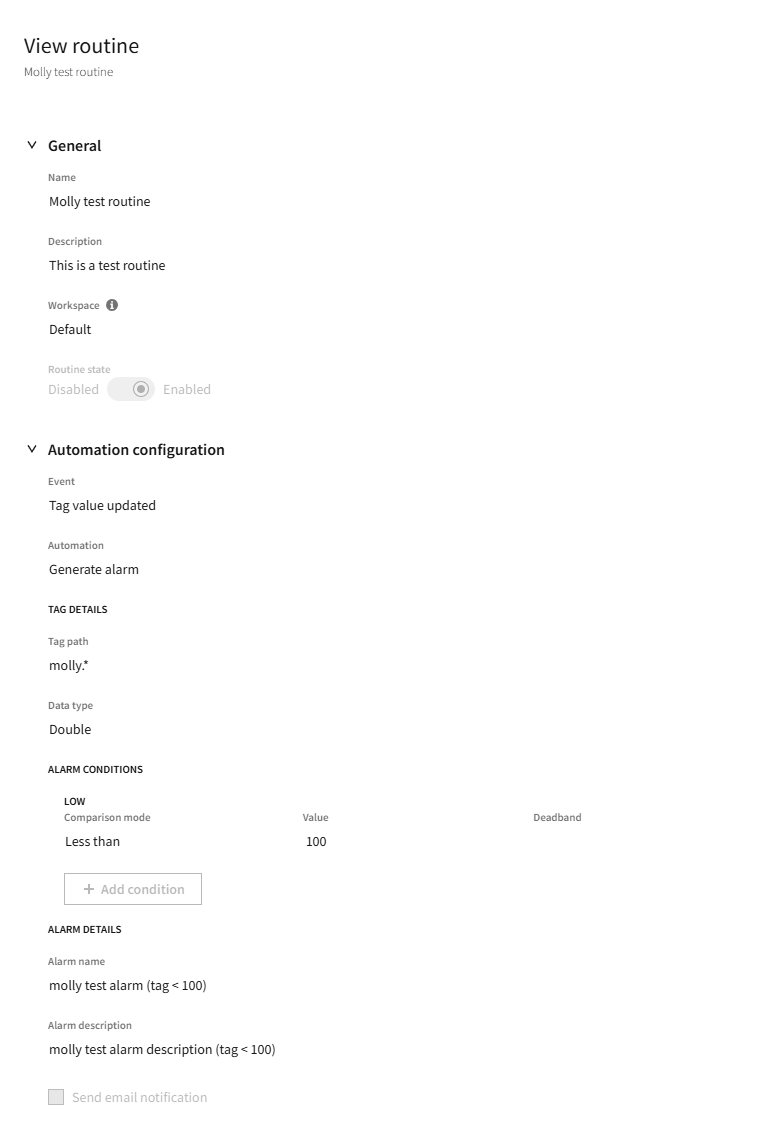 View routine
Molly test routine
General
Name
Molly test routine
Description
This is a test routine
Workspace
Default
Routine state
Disabled Enabled
Automation configuration
Event
Tag value updated
Automation
Generate alarm
TAG DETAILS
Tag path
molly.*
Data type
Double
ALARM CONDITIONS
LOW
Comparison mode Value Deadband
Less than 100
+ Add condition
ALARM DETAILS
Alarm name
molly test alarm (tag < 100)
Alarm description
molly test alarm description (tag < 100)
Send email notification